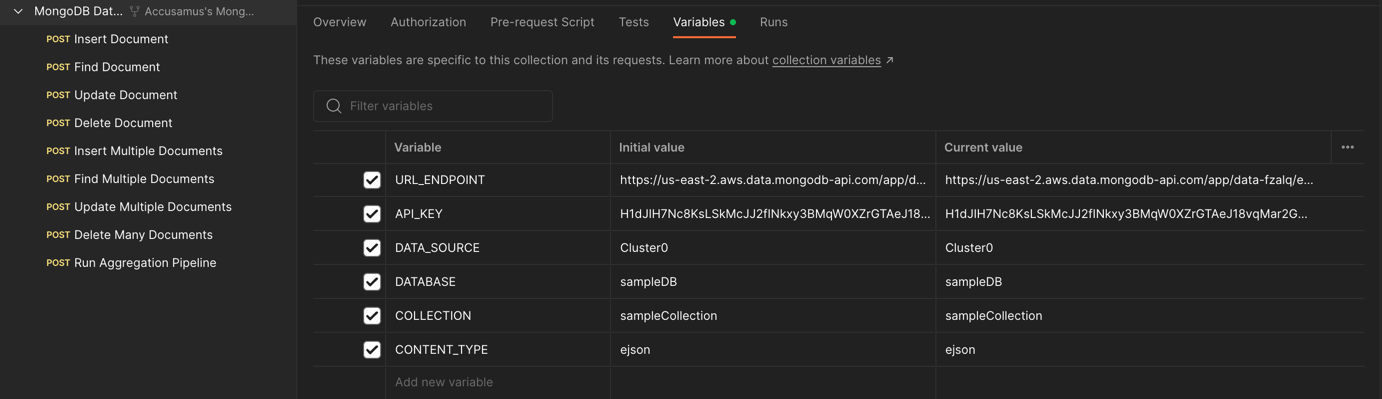 MongoDB Dat... Accusamus's Mong...
POST Insert Document
POST Find Document
POST Update Document
POST Delete Document
POST Insert Multiple Documents
POST Find Multiple Documents
POST Update Multiple Documents
POST Delete Many Documents
POST Run Aggregation Pipeline
Overview Authorization Pre-request Script Tests Variables Runs
These variables are specific to this collection and its requests. Learn more about collection variables ↗
Filter variables
Variable Initial value Current value
URL_ENDPOINT https://us-east-2.aws.data.mongodb-api.com/app/d... https://us-east-2.aws.data.mongodb-api.com/app/data-fzalq/e...
API_KEY H1dJIH7Nc8KsLSkMcJJ2fINkxy3BMqW0XZrGTAeJ18... H1dJIH7Nc8KsLSkMcJJ2fINkxy3BMqW0XZrGTAeJ18vqMar2G...
DATA_SOURCE Cluster0 Cluster0
DATABASE sampleDB sampleDB
COLLECTION sampleCollection sampleCollection
CONTENT_TYPE ejson ejson
Add new variable